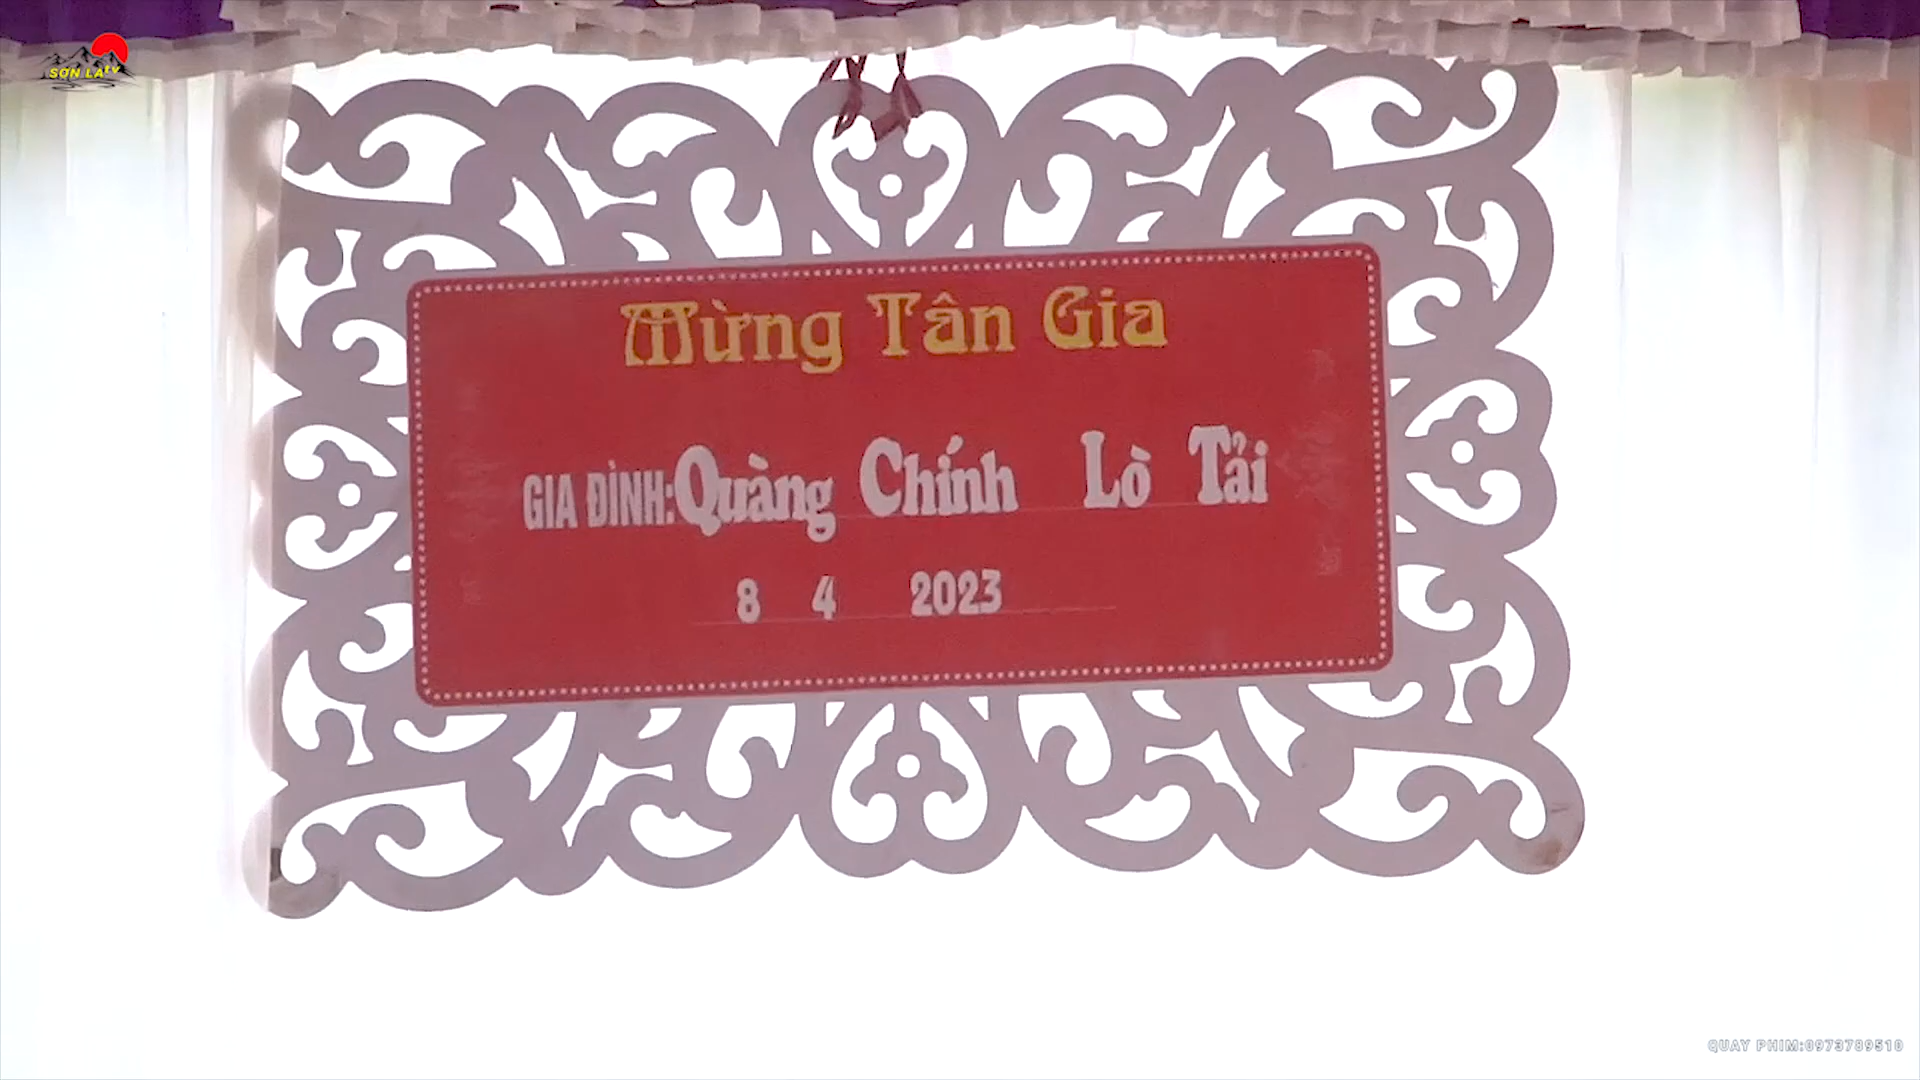 SƠN LA TV
Mừng Tân Gia
GIA ĐÌNH: Quàng Chính Lò Tải
8 4 2023
QUAY PHIM:0973789510